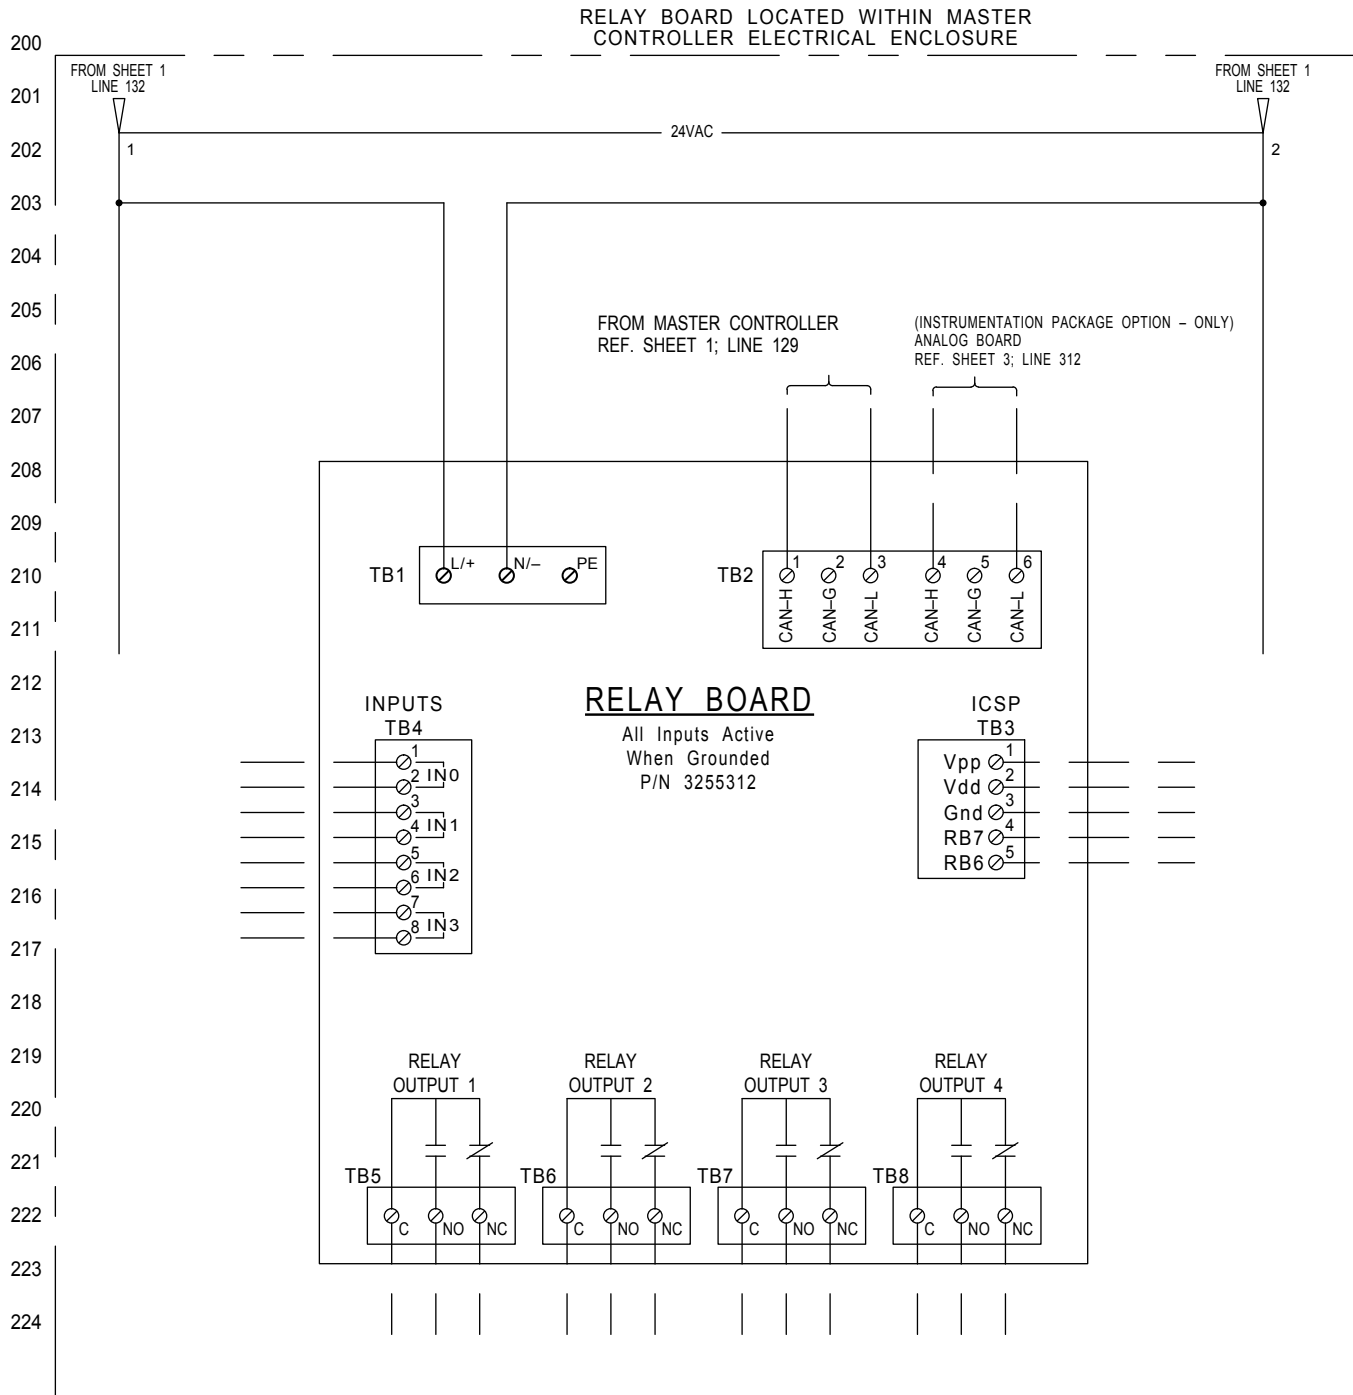 RELAY BOARD LOCATED WITHIN MASTER
CONTROLLER ELECTRICAL ENCLOSURE
200
FROM SHEET 1
LINE 132
FROM SHEET 1
LINE 132
201
24VAC
202
1
2
203
204
205
FROM MASTER CONTROLLER
REF. SHEET 1; LINE 129
(INSTRUMENTATION PACKAGE OPTION – ONLY)
ANALOG BOARD
REF. SHEET 3; LINE 312
206
207
208
209
210
TB1
L/+
N/–
PE
TB2
1
2
3
4
5
6
CAN–H
CAN–G
CAN–L
CAN–H
CAN–G
CAN–L
211
212
INPUTS
TB4
RELAY BOARD
All Inputs Active
When Grounded
P/N 3255312
ICSP
TB3
213
1
2 IN0
3
4 IN1
5
6 IN2
7
8 IN3
Vpp 1
Vdd 2
Gnd 3
RB7 4
RB6 5
214
215
216
217
218
219
RELAY
OUTPUT 1
RELAY
OUTPUT 2
RELAY
OUTPUT 3
RELAY
OUTPUT 4
220
221
TB5
TB6
TB7
TB8
222
C NO NC
C NO NC
C NO NC
C NO NC
223
224